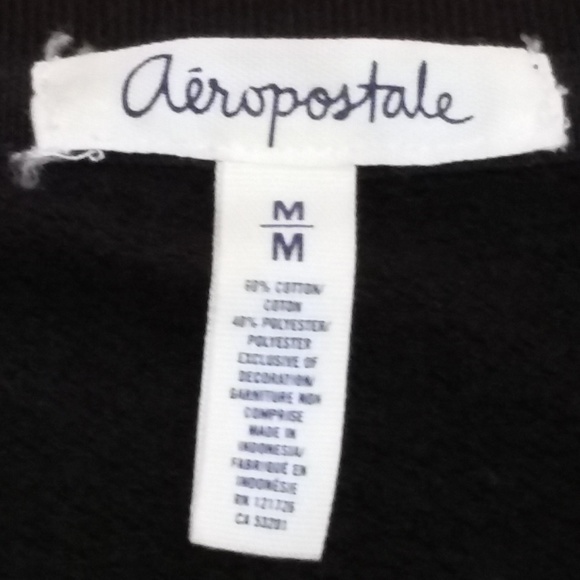 aéropostale
M
M
60% COTTON/
COTON
40% POLYESTER/
POLYESTER
EXCLUSIVE OF
DECORATION/
GARNITURE NON
COMPRISE
MADE IN
INDONESIA/
FABRIQUÉ EN
INDONÉSIE
RN 121726
CA 53291